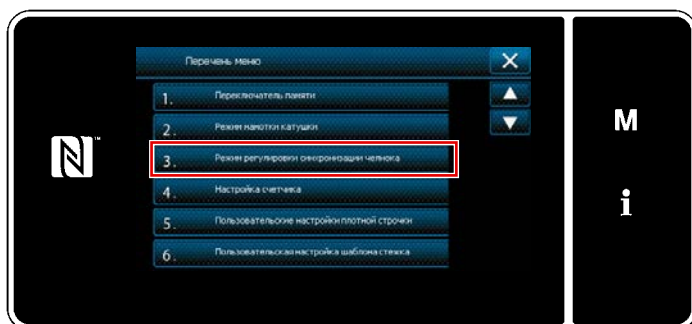 Перечень меню
1. Переключатель памяти
2. Режим намотки катушки
3. Режим регулировки синхронизации челнока
4. Настройка счетчика
5. Пользовательские настройки плотной строчки
6. Пользовательская настройка шаблона стежка
M
i